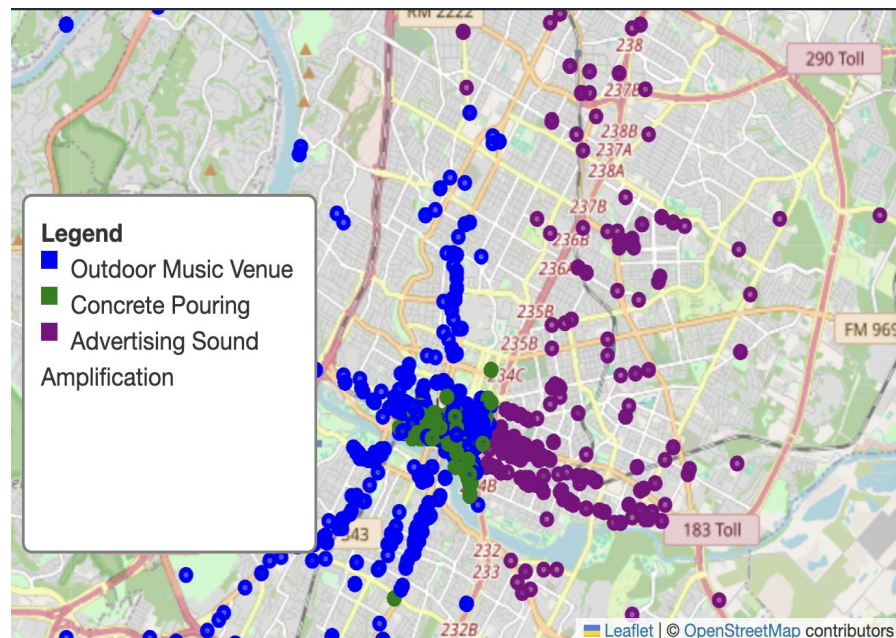 RM 2222
238
290 Toll
237B
238B
237A
238A
237B
236B
236A
235B
235B
FM 969
234C
Legend
Outdoor Music Venue
Concrete Pouring
Advertising Sound
Amplification
4B
343
183 Toll
232
233
232B
Leaflet | © OpenStreetMap contributors